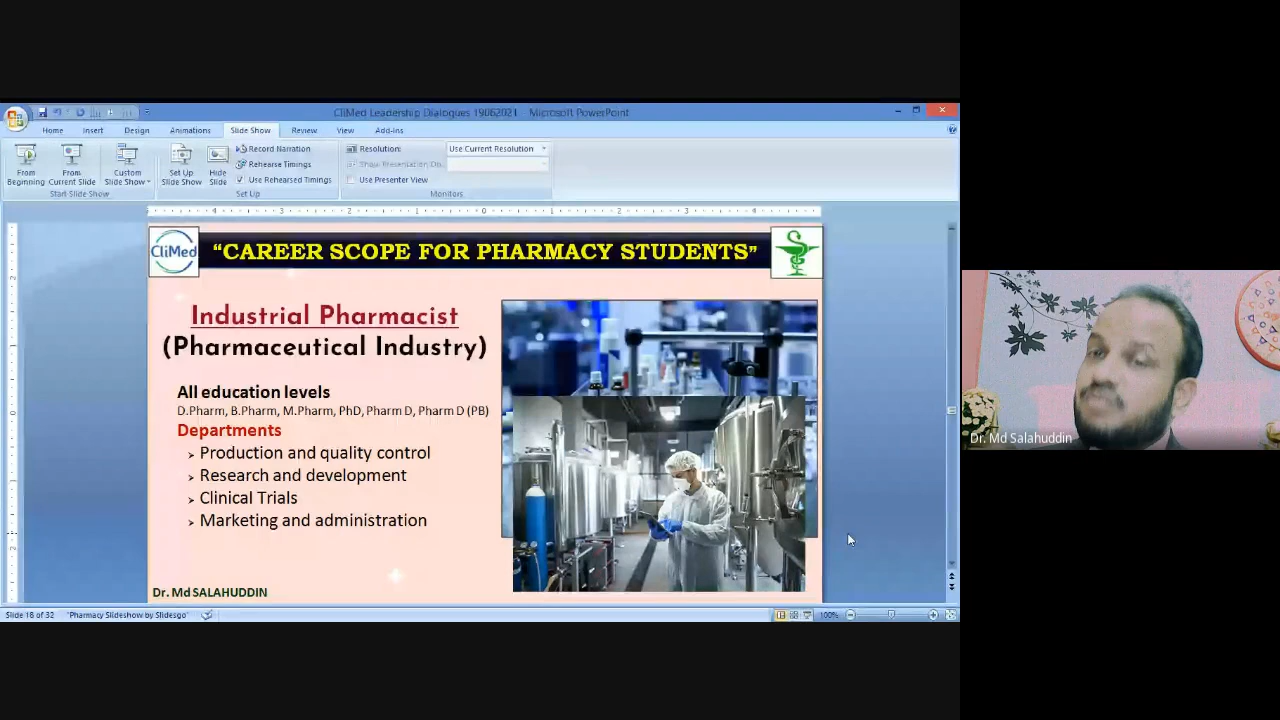 CliMed Leadership Dialogues 19062021 - Microsoft PowerPoint
Home Insert Design Animations Slide Show Review View Add-Ins
From Beginning
From Current Slide
Custom Slide Show
Start Slide Show
Set Up Slide Show
Hide Slide
Record Narration
Rehearse Timings
Use Rehearsed Timings
Set Up
Resolution: Use Current Resolution
Show Presentation On:
Use Presenter View
Monitors
CliMed
“CAREER SCOPE FOR PHARMACY STUDENTS”
Industrial Pharmacist
(Pharmaceutical Industry)
All education levels
D.Pharm, B.Pharm, M.Pharm, PhD, Pharm D, Pharm D (PB)
Departments
➢ Production and quality control
➢ Research and development
➢ Clinical Trials
➢ Marketing and administration
Dr. Md SALAHUDDIN
Slide 18 of 32 "Pharmacy Slideshow by Slidesgo" 100%
Dr. Md Salahuddin